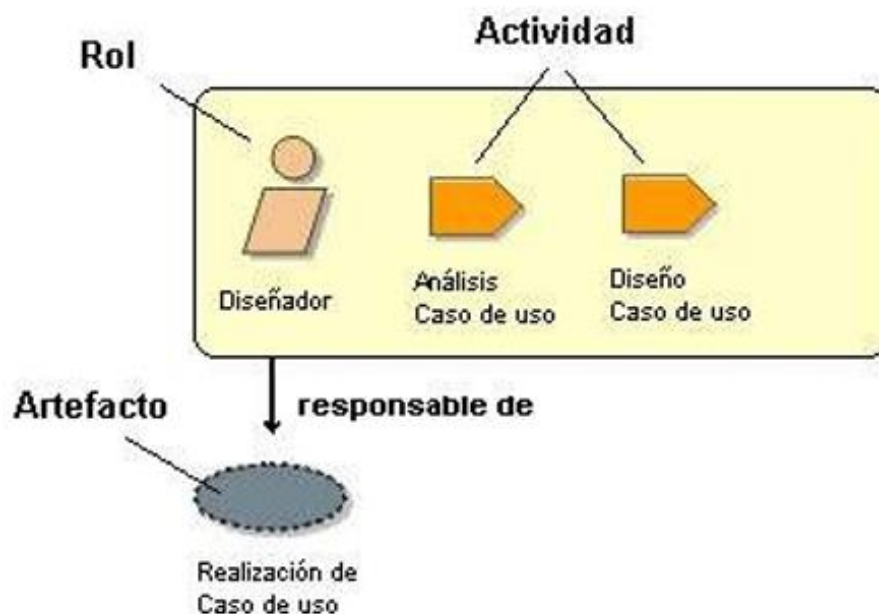 Actividad
Rol
Diseñador
Análisis
Caso de uso
Diseño
Caso de uso
responsable de
Artefacto
Realización de
Caso de uso